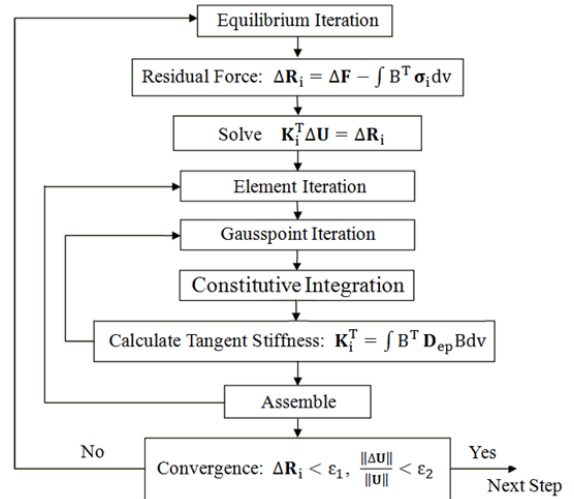 Equilibrium Iteration
Residual Force: ΔRᵢ = ΔF − ∫ Bᵀ σᵢdv
Solve Kᵢᵀ ΔU = ΔRᵢ
Element Iteration
Gausspoint Iteration
Constitutive Integration
Calculate Tangent Stiffness: Kᵢᵀ = ∫ Bᵀ Dₑₚ Bdv
Assemble
No
Convergence: ΔRᵢ < ε₁, ‖ΔU‖/‖U‖ < ε₂
Yes
Next Step